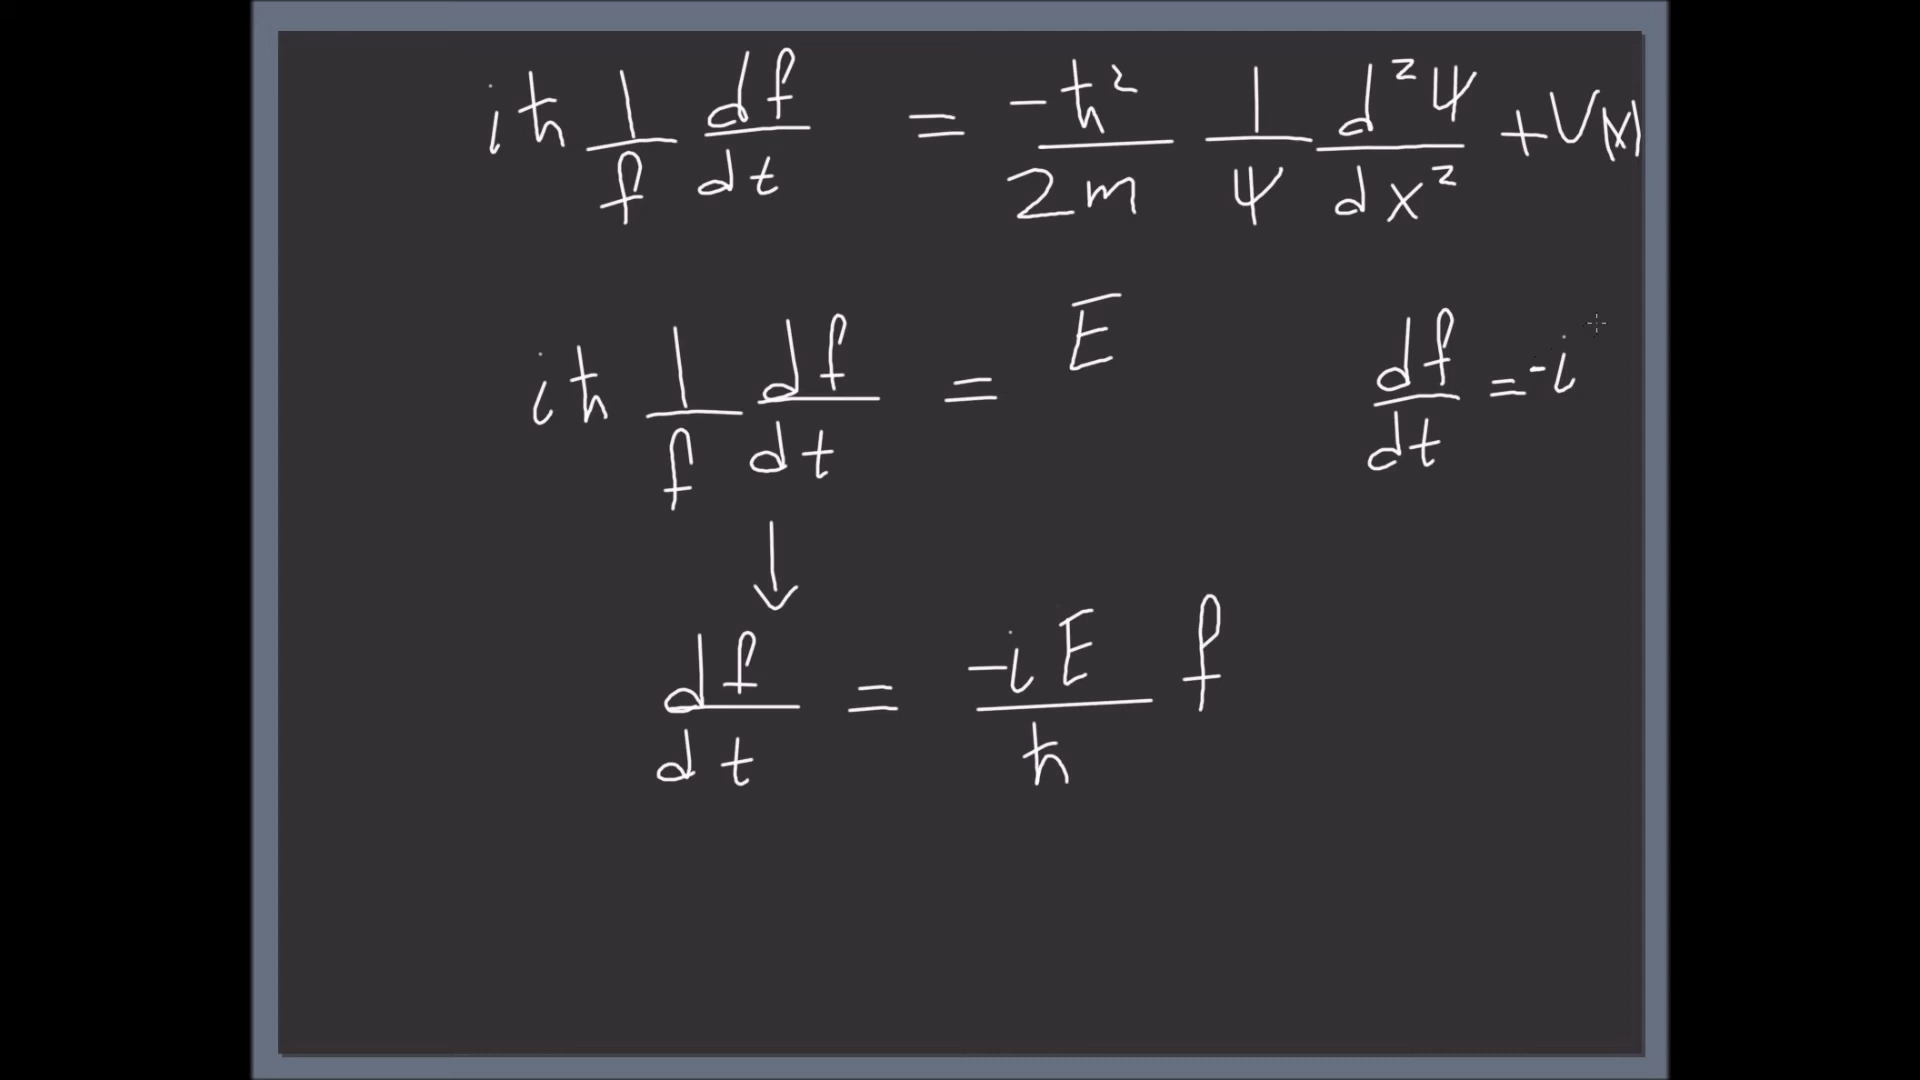 iħ 1/f df/dt = -ħ²/2m 1/ψ d²ψ/dx² + V(x)
iħ 1/f df/dt = E
df/dt = -i
↓
df/dt = -iE/ħ f